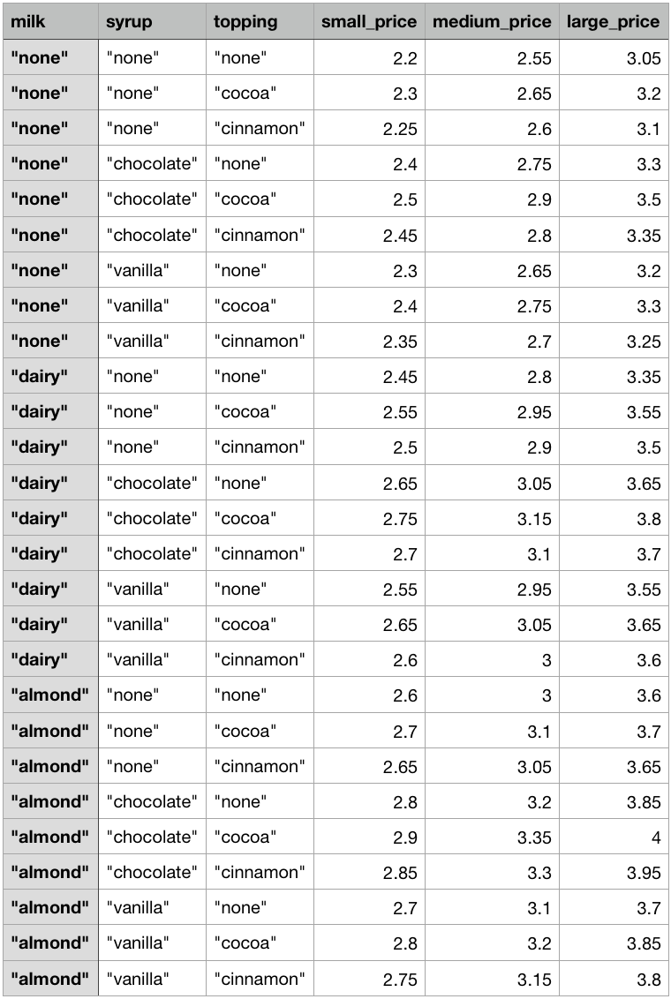 milk syrup topping small_price medium_price large_price
"none" "none" "none" 2.2 2.55 3.05
"none" "none" "cocoa" 2.3 2.65 3.2
"none" "none" "cinnamon" 2.25 2.6 3.1
"none" "chocolate" "none" 2.4 2.75 3.3
"none" "chocolate" "cocoa" 2.5 2.9 3.5
"none" "chocolate" "cinnamon" 2.45 2.8 3.35
"none" "vanilla" "none" 2.3 2.65 3.2
"none" "vanilla" "cocoa" 2.4 2.75 3.3
"none" "vanilla" "cinnamon" 2.35 2.7 3.25
"dairy" "none" "none" 2.45 2.8 3.35
"dairy" "none" "cocoa" 2.55 2.95 3.55
"dairy" "none" "cinnamon" 2.5 2.9 3.5
"dairy" "chocolate" "none" 2.65 3.05 3.65
"dairy" "chocolate" "cocoa" 2.75 3.15 3.8
"dairy" "chocolate" "cinnamon" 2.7 3.1 3.7
"dairy" "vanilla" "none" 2.55 2.95 3.55
"dairy" "vanilla" "cocoa" 2.65 3.05 3.65
"dairy" "vanilla" "cinnamon" 2.6 3 3.6
"almond" "none" "none" 2.6 3 3.6
"almond" "none" "cocoa" 2.7 3.1 3.7
"almond" "none" "cinnamon" 2.65 3.05 3.65
"almond" "chocolate" "none" 2.8 3.2 3.85
"almond" "chocolate" "cocoa" 2.9 3.35 4
"almond" "chocolate" "cinnamon" 2.85 3.3 3.95
"almond" "vanilla" "none" 2.7 3.1 3.7
"almond" "vanilla" "cocoa" 2.8 3.2 3.85
"almond" "vanilla" "cinnamon" 2.75 3.15 3.8